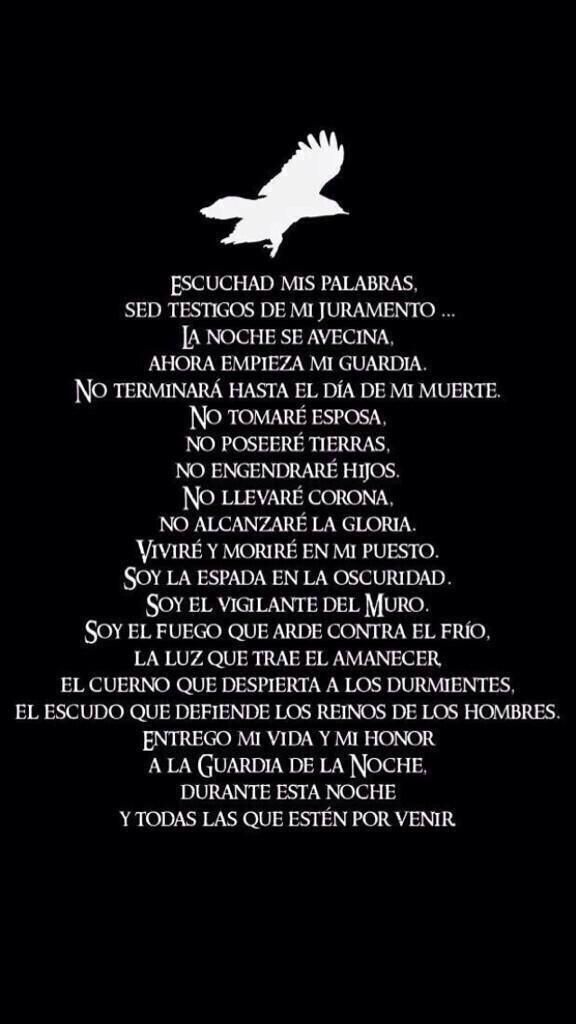 Escuchad mis palabras,
sed testigos de mi juramento ...
La noche se avecina,
ahora empieza mi guardia.
No terminará hasta el día de mi muerte.
No tomaré esposa,
no poseeré tierras,
no engendraré hijos.
No llevaré corona,
no alcanzaré la gloria.
Viviré y moriré en mi puesto.
Soy la espada en la oscuridad.
Soy el vigilante del Muro.
Soy el fuego que arde contra el frío,
la luz que trae el amanecer,
el cuerno que despierta a los durmientes,
el escudo que defiende los reinos de los hombres.
Entrego mi vida y mi honor
a la Guardia de la Noche,
durante esta noche
y todas las que estén por venir.